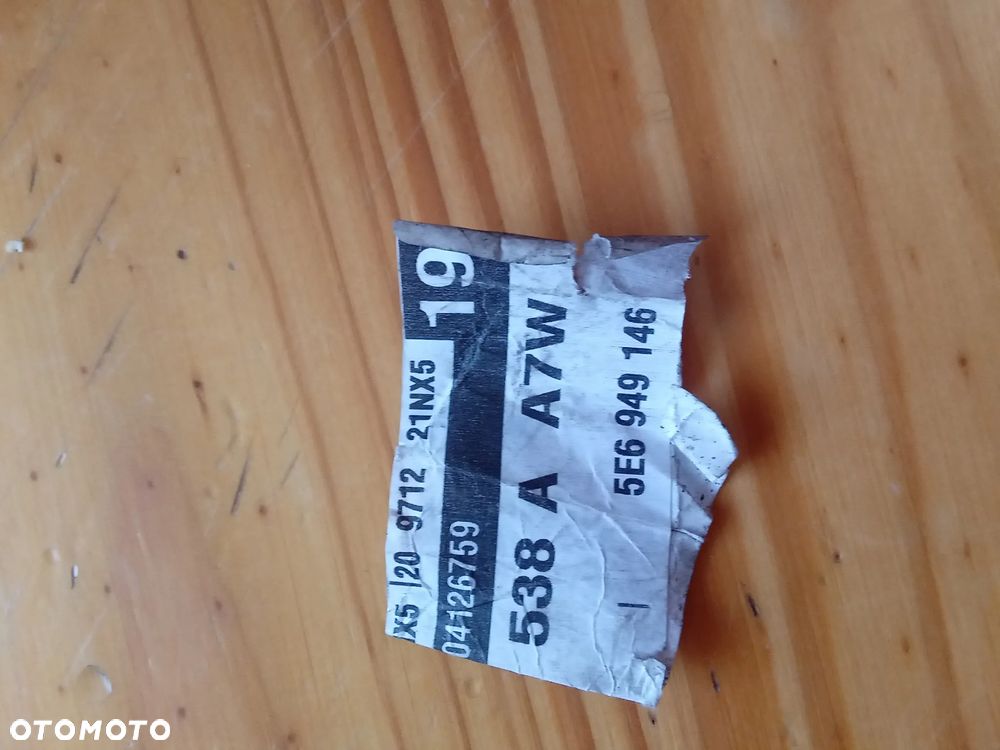 19
X5 |20 9712 21NX5
04126759
538 A A7W
5E6 949 146
OTOMOTO